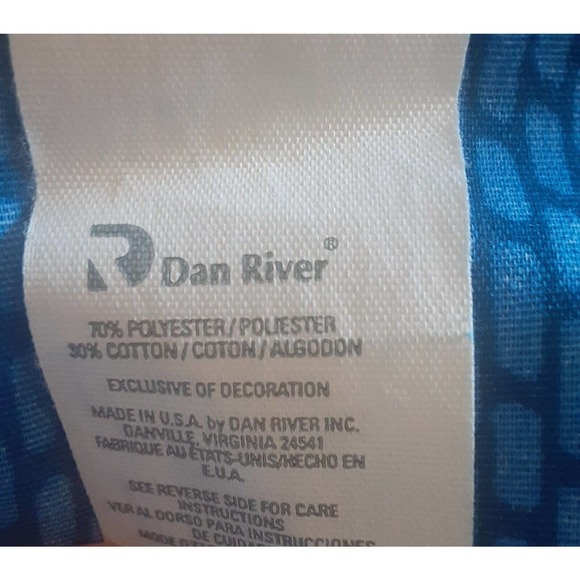 Dan River®
70% POLYESTER/POLIESTER
30% COTTON/COTON/ALGODON
EXCLUSIVE OF DECORATION
MADE IN U.S.A. by DAN RIVER INC.
DANVILLE, VIRGINIA 24541
FABRIQUE AU ÉTATS-UNIS/HECHO EN
E.U.A.
SEE REVERSE SIDE FOR CARE
INSTRUCTIONS
VER AL DORSO PARA INSTRUCCIONES
DE CUIDA
MODE D'E